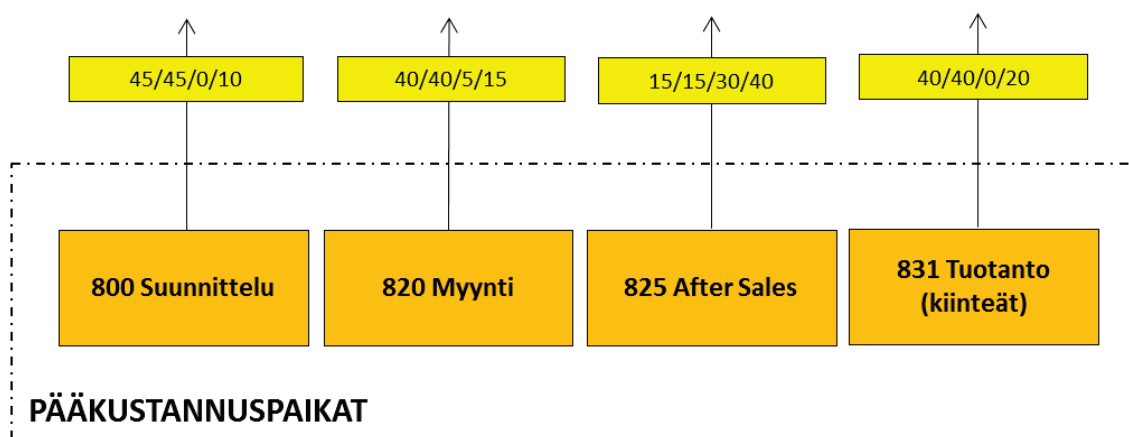 45/45/0/10
40/40/5/15
15/15/30/40
40/40/0/20
800 Suunnittelu
820 Myynti
825 After Sales
831 Tuotanto
(kiinteät)
PÄÄKUSTANNUSPAIKAT